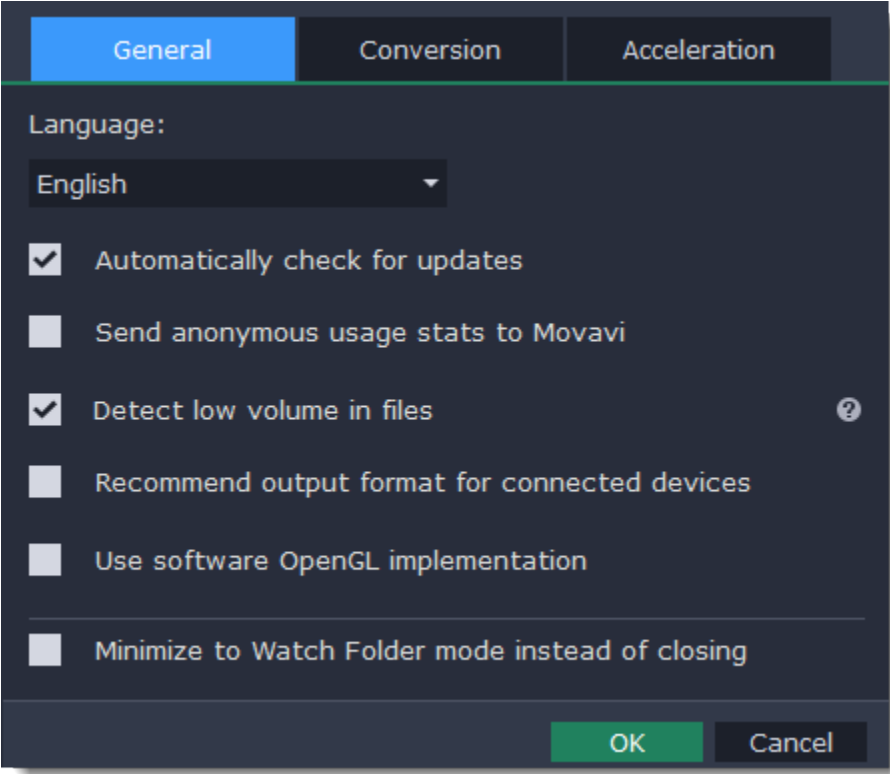 General Conversion Acceleration
Language:
English
Automatically check for updates
Send anonymous usage stats to Movavi
Detect low volume in files ?
Recommend output format for connected devices
Use software OpenGL implementation
Minimize to Watch Folder mode instead of closing
OK Cancel